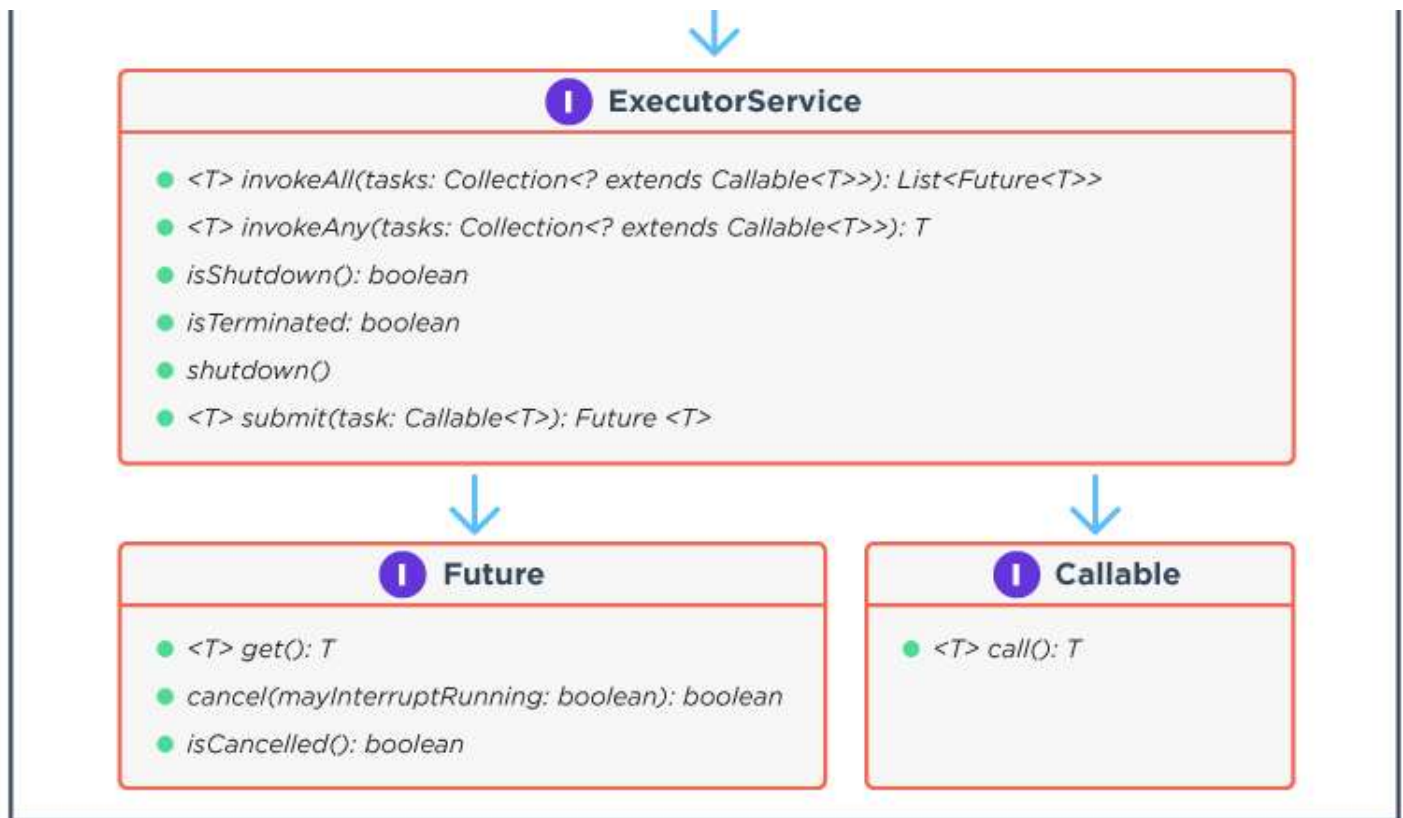 I ExecutorService
<T> invokeAll(tasks: Collection<? extends Callable<T>>): List<Future<T>>
<T> invokeAny(tasks: Collection<? extends Callable<T>>): T
isShutdown(): boolean
isTerminated: boolean
shutdown()
<T> submit(task: Callable<T>): Future <T>
I Future
<T> get(): T
cancel(mayInterruptRunning: boolean): boolean
isCancelled(): boolean
I Callable
<T> call(): T